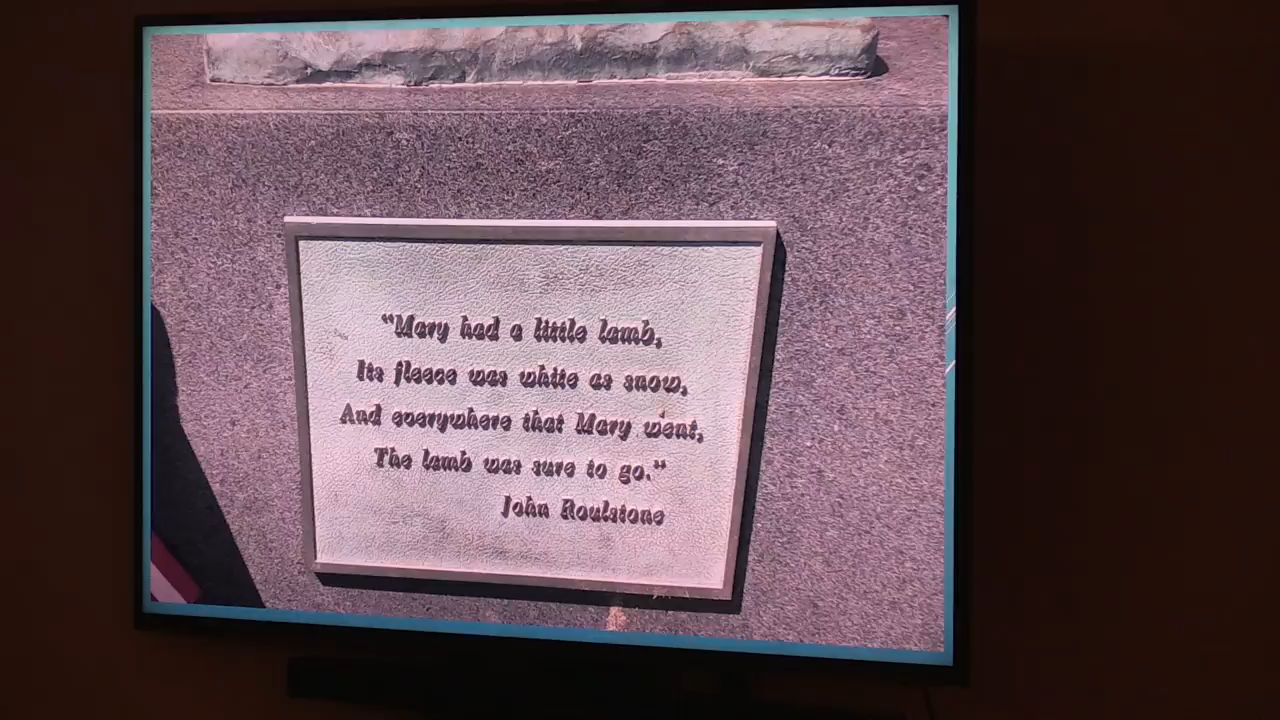 “Mary had a little lamb,
Its fleece was white as snow,
And everywhere that Mary went,
The lamb was sure to go.”
John Roulstone